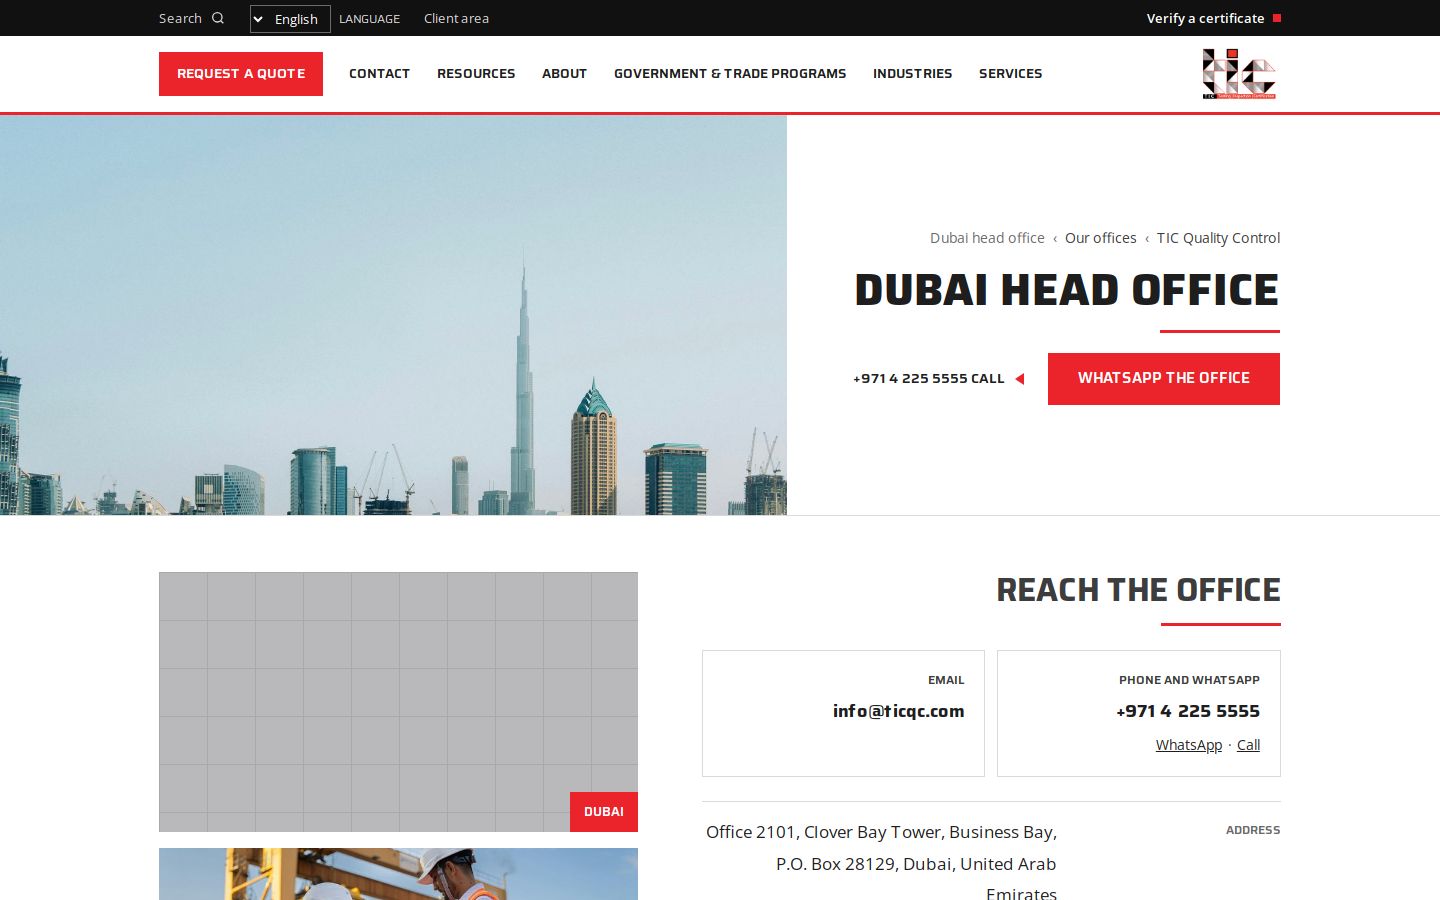 Search
English
LANGUAGE
Client area
Verify a certificate
REQUEST A QUOTE
CONTACT
RESOURCES
ABOUT
GOVERNMENT & TRADE PROGRAMS
INDUSTRIES
SERVICES
Dubai head office ‹ Our offices ‹ TIC Quality Control
DUBAI HEAD OFFICE
+971 4 225 5555 CALL
WHATSAPP THE OFFICE
REACH THE OFFICE
EMAIL
info@ticqc.com
PHONE AND WHATSAPP
+971 4 225 5555
WhatsApp · Call
DUBAI
ADDRESS
Office 2101, Clover Bay Tower, Business Bay,
P.O. Box 28129, Dubai, United Arab
Emirates